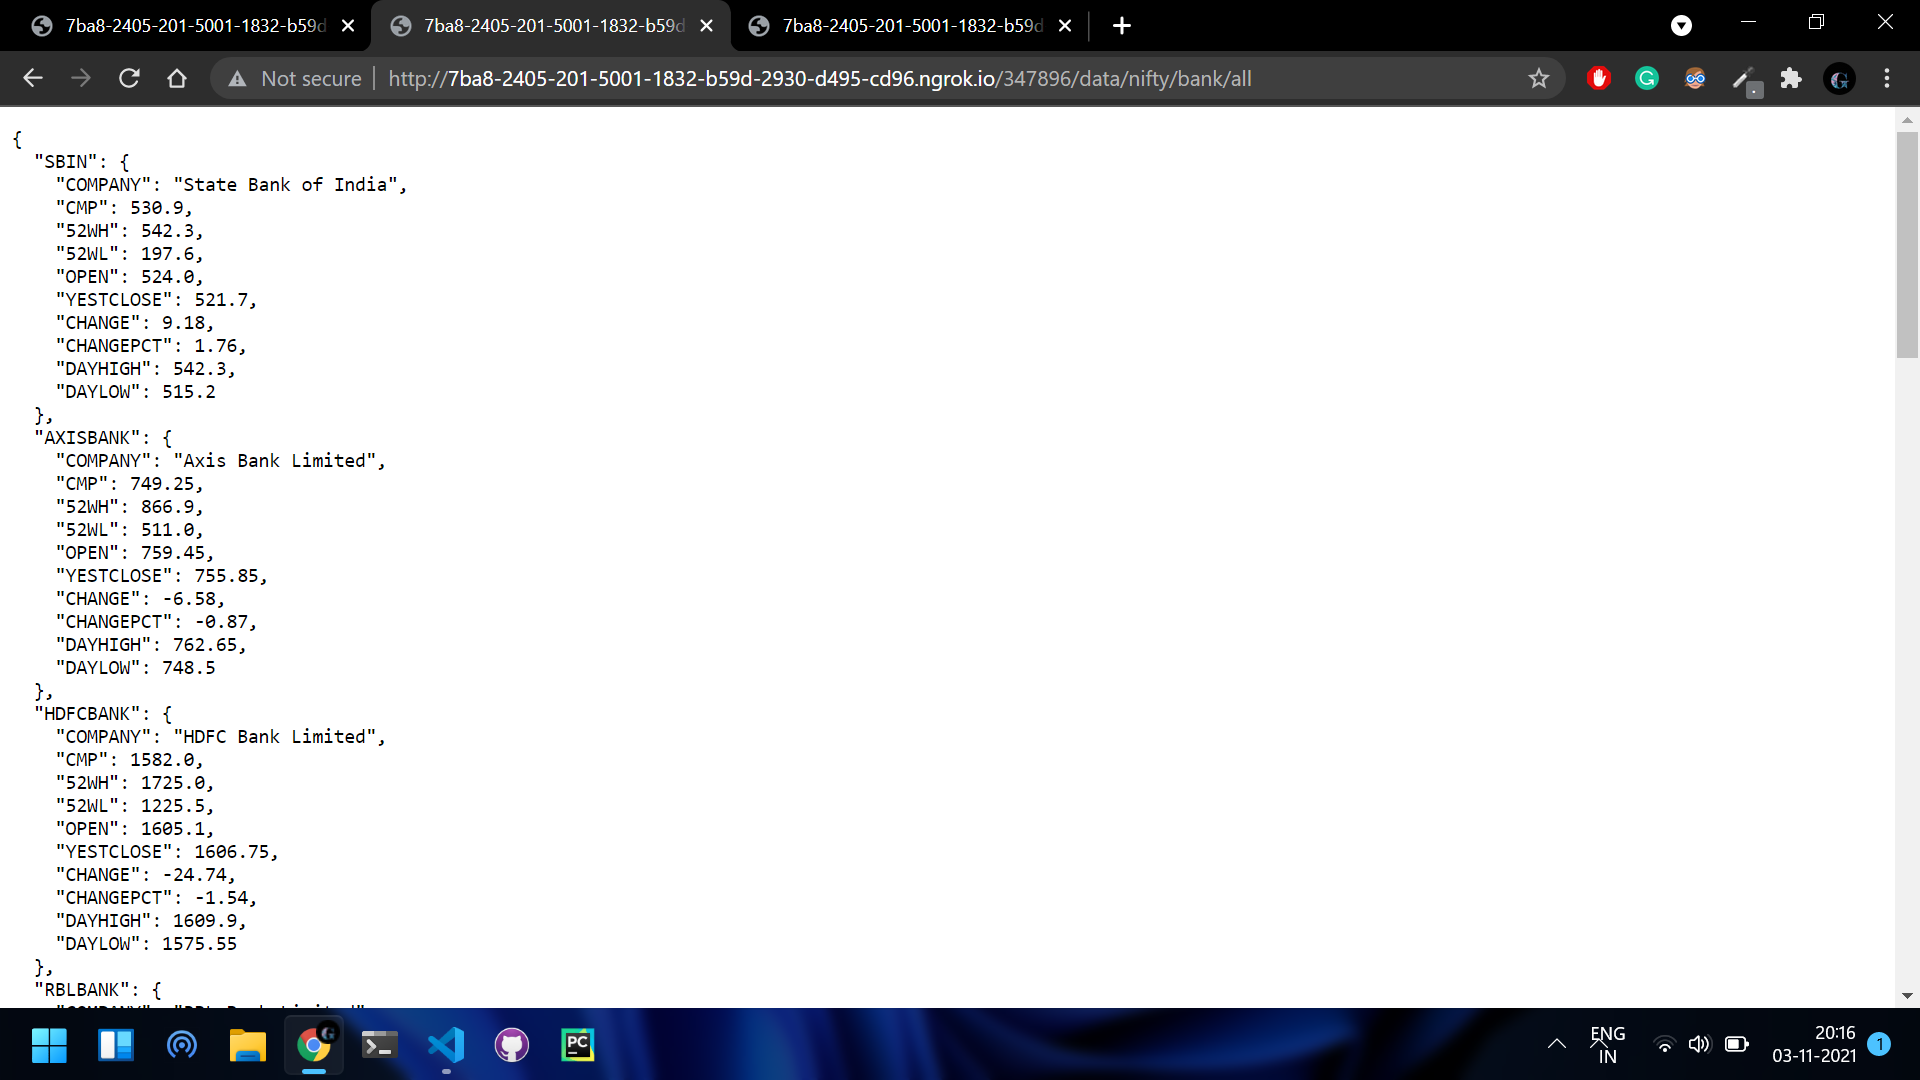 7ba8-2405-201-5001-1832-b59d
7ba8-2405-201-5001-1832-b59d
7ba8-2405-201-5001-1832-b59d
Not secure
http://7ba8-2405-201-5001-1832-b59d-2930-d495-cd96.ngrok.io/347896/data/nifty/bank/all
{
"SBIN": {
"COMPANY": "State Bank of India",
"CMP": 530.9,
"52WH": 542.3,
"52WL": 197.6,
"OPEN": 524.0,
"YESTCLOSE": 521.7,
"CHANGE": 9.18,
"CHANGEPCT": 1.76,
"DAYHIGH": 542.3,
"DAYLOW": 515.2
},
"AXISBANK": {
"COMPANY": "Axis Bank Limited",
"CMP": 749.25,
"52WH": 866.9,
"52WL": 511.0,
"OPEN": 759.45,
"YESTCLOSE": 755.85,
"CHANGE": -6.58,
"CHANGEPCT": -0.87,
"DAYHIGH": 762.65,
"DAYLOW": 748.5
},
"HDFCBANK": {
"COMPANY": "HDFC Bank Limited",
"CMP": 1582.0,
"52WH": 1725.0,
"52WL": 1225.5,
"OPEN": 1605.1,
"YESTCLOSE": 1606.75,
"CHANGE": -24.74,
"CHANGEPCT": -1.54,
"DAYHIGH": 1609.9,
"DAYLOW": 1575.55
},
"RBLBANK": {
PC
ENG
IN
20:16
03-11-2021
1